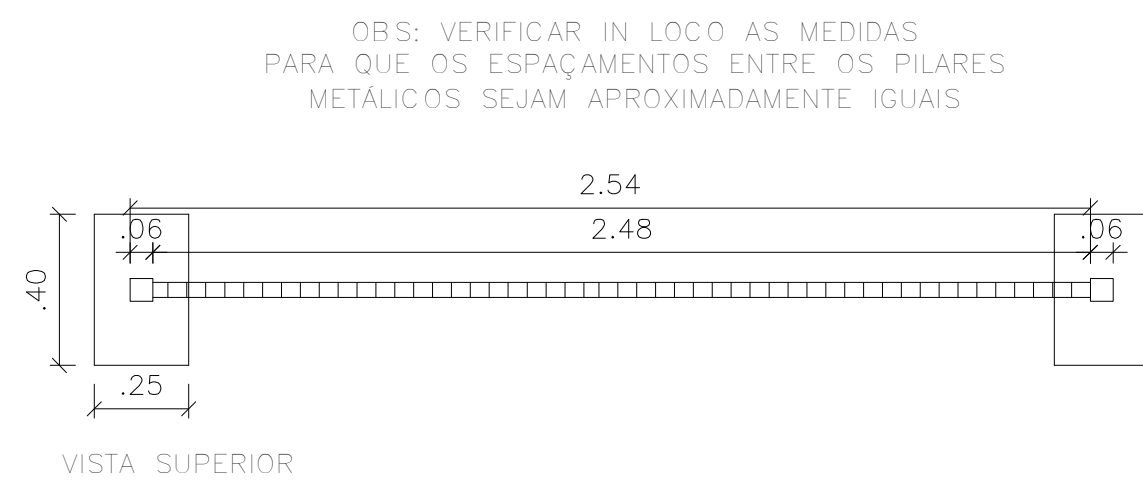 OBS: VERIFICAR IN LOCO AS MEDIDAS
PARA QUE OS ESPAÇAMENTOS ENTRE OS PILARES
METÁLICOS SEJAM APROXIMADAMENTE IGUAIS
2.54
.06 2.48 .06
.40
.25
VISTA SUPERIOR